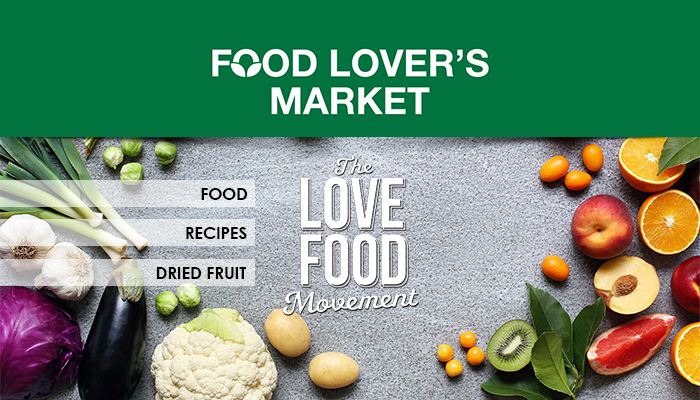 FOOD LOVER'S
MARKET
The
LOVE
FOOD
Movement
FOOD
RECIPES
DRIED FRUIT